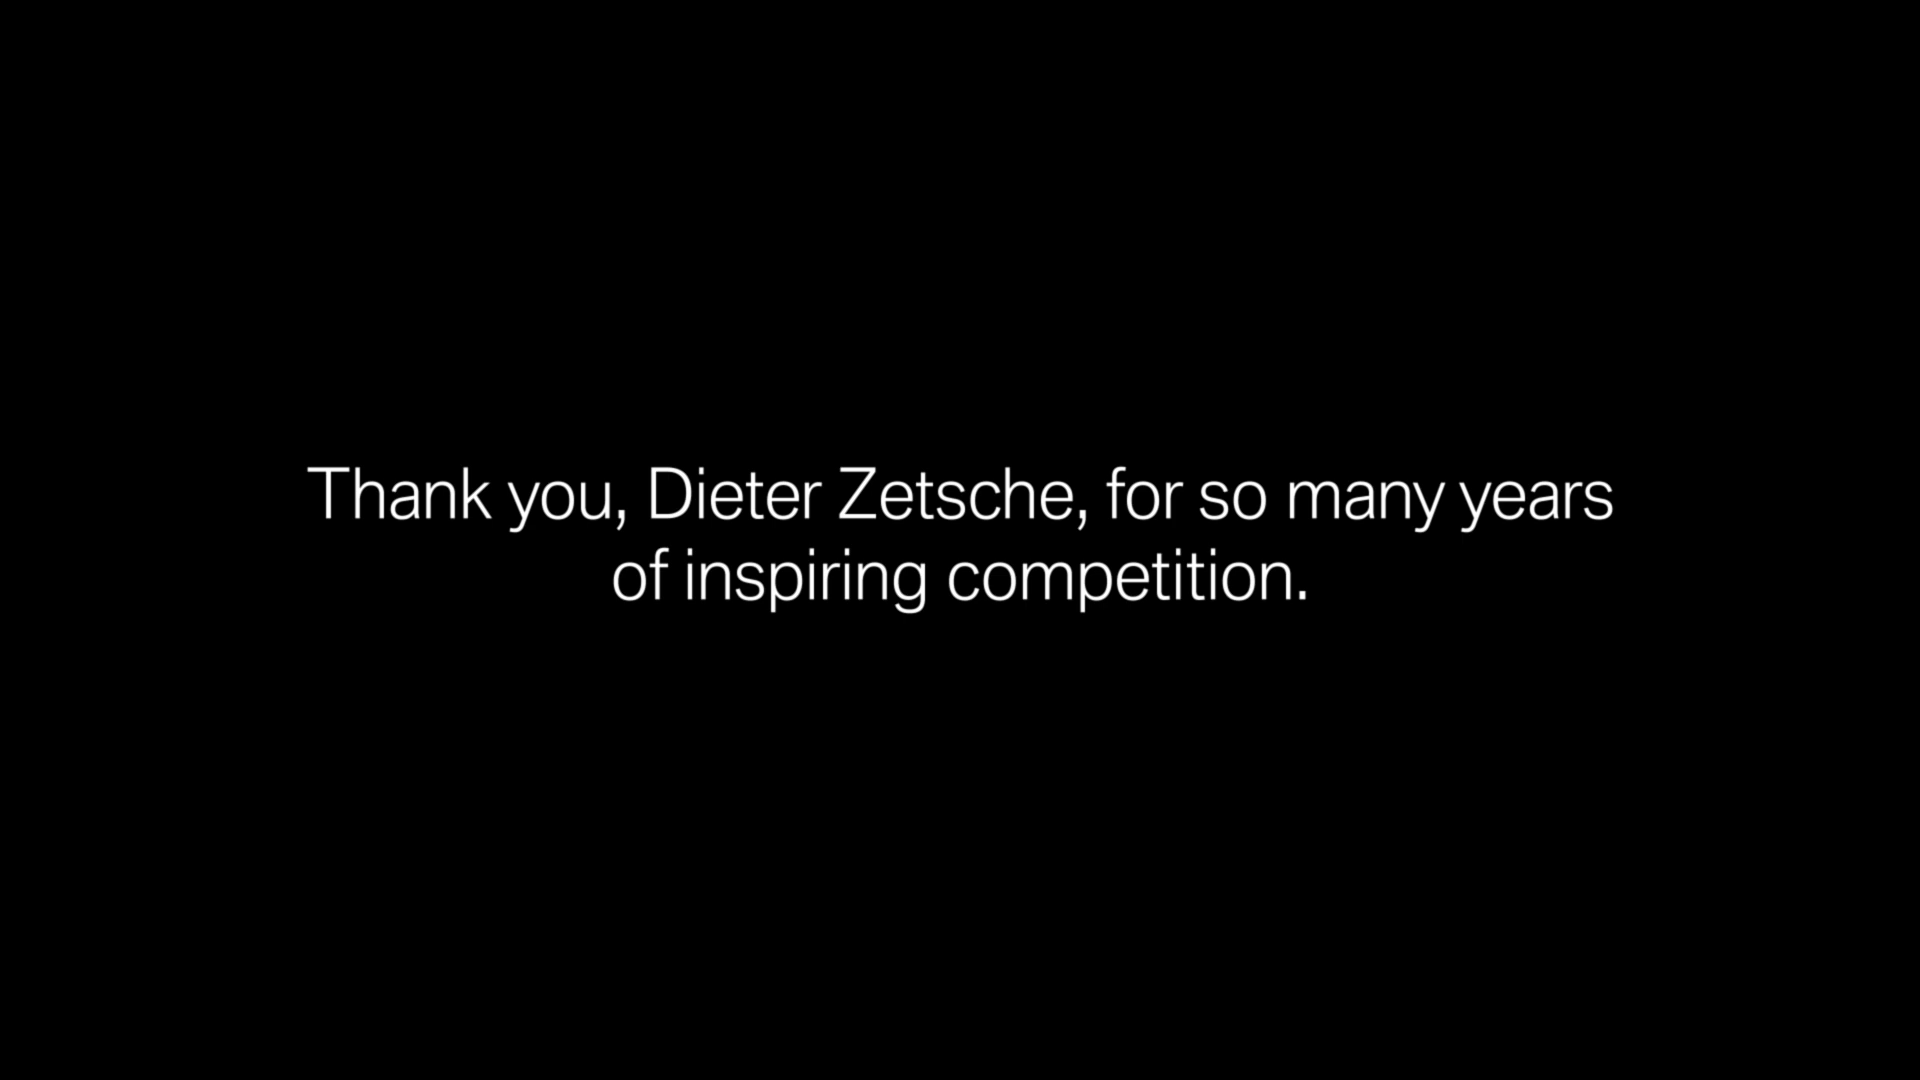 Thank you, Dieter Zetsche, for so many years
of inspiring competition.